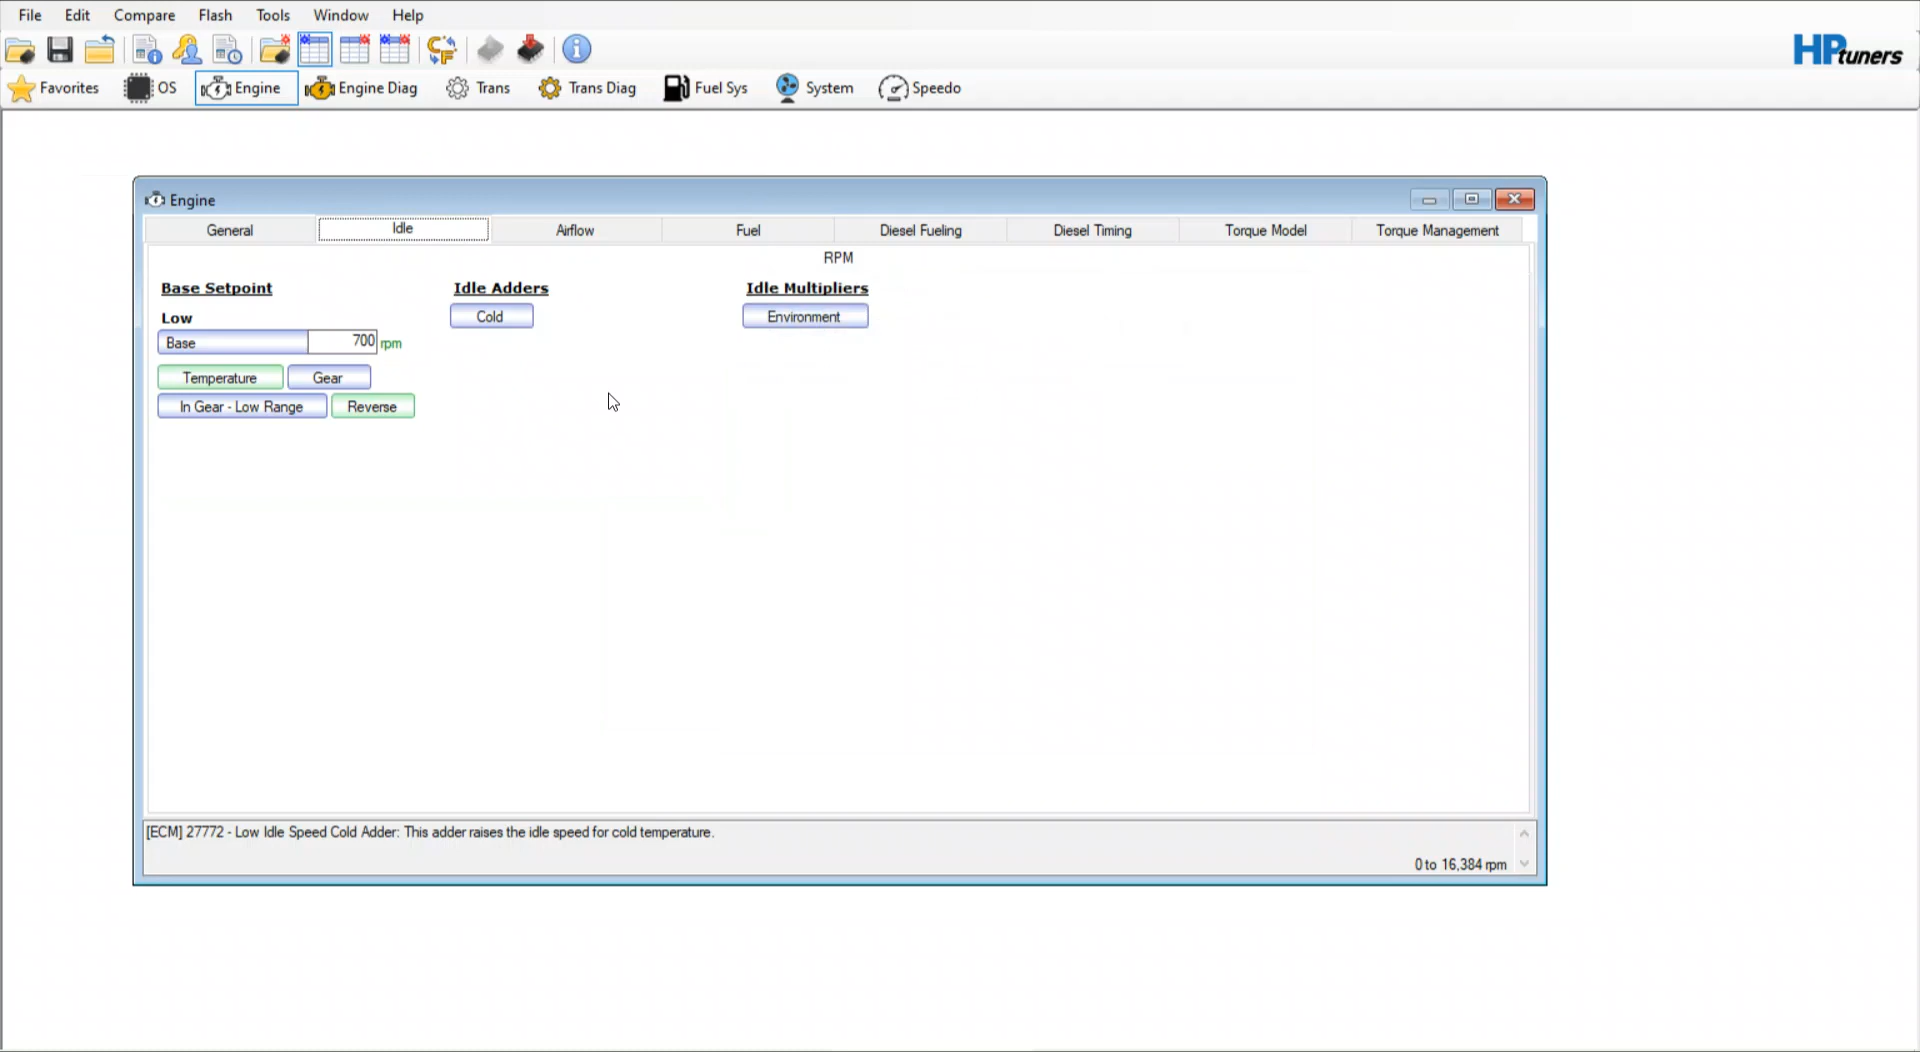 File Edit Compare Flash Tools Window Help
HPtuners
Favorites OS Engine Engine Diag Trans Trans Diag Fuel Sys System Speedo
Engine
General Idle Airflow Fuel Diesel Fueling Diesel Timing Torque Model Torque Management
RPM
Base Setpoint Idle Adders Idle Multipliers
Low Cold Environment
Base 700 rpm
Temperature Gear
In Gear - Low Range Reverse
[ECM] 27772 - Low Idle Speed Cold Adder: This adder raises the idle speed for cold temperature.
0 to 16,384 rpm